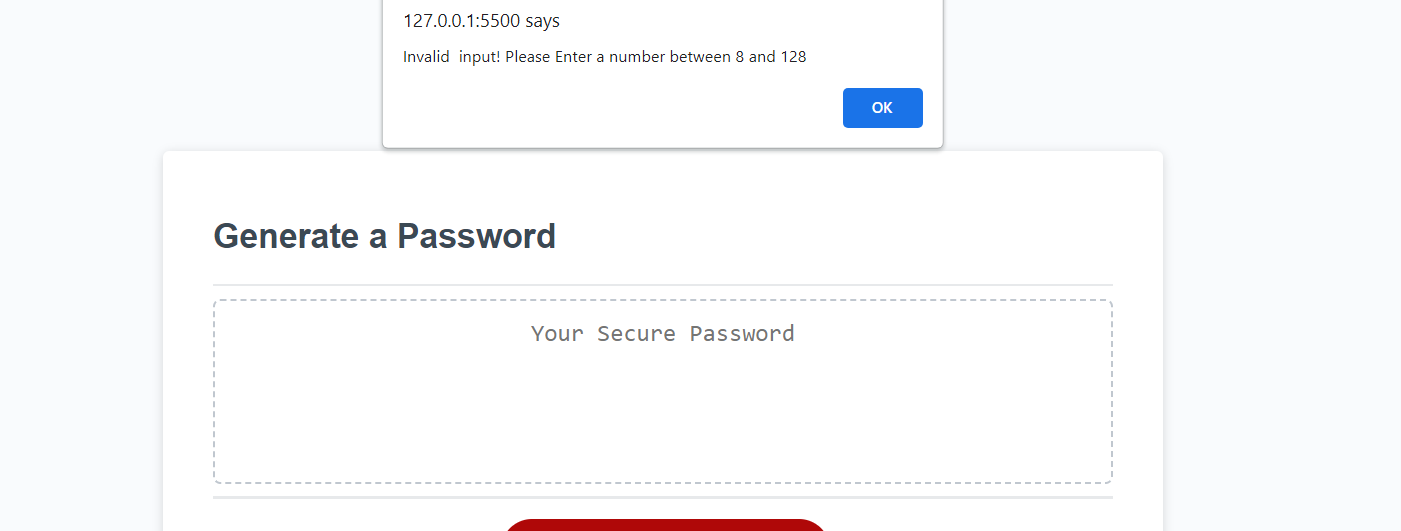 127.0.0.1:5500 says
Invalid  input! Please Enter a number between 8 and 128
OK
Generate a Password
Your Secure Password